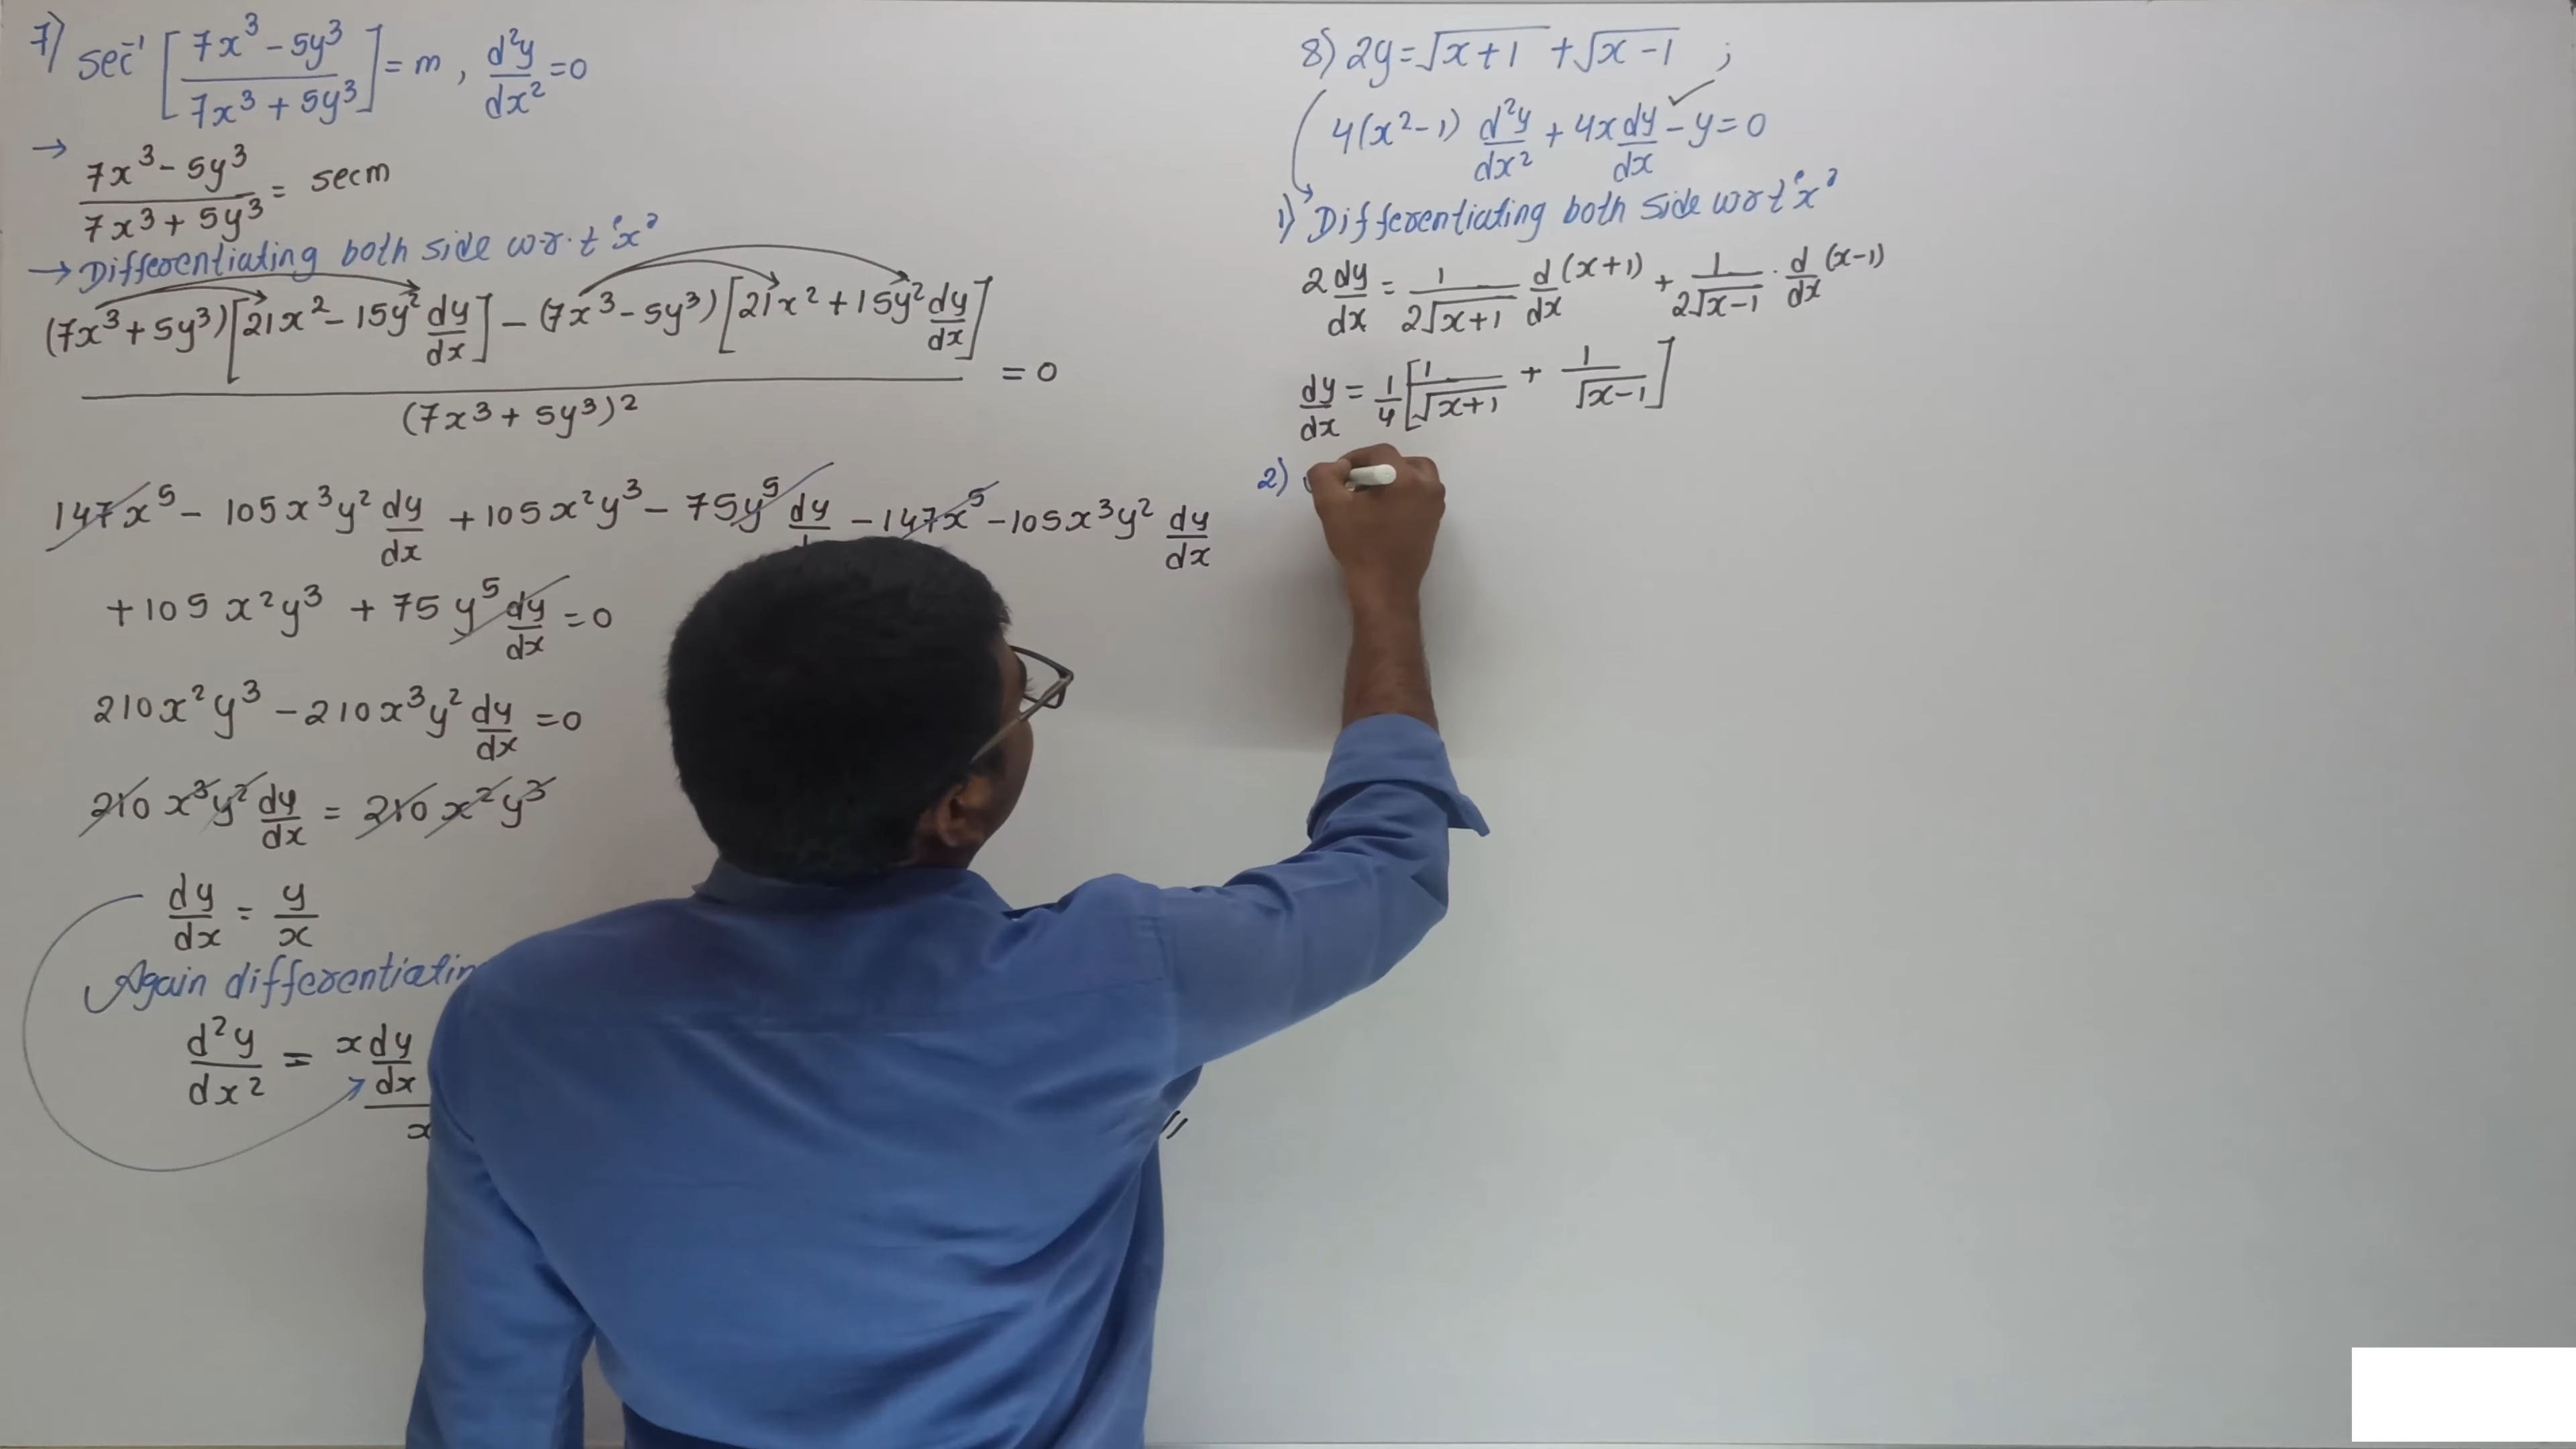 7) sec⁻¹ [7x³ - 5y³ / 7x³ + 5y³] = m , d²y/dx² = 0
→ 7x³ - 5y³ / 7x³ + 5y³ = secm
→ Differentiating both side w.r.t 'x'
(7x³ + 5y³)[21x² - 15y² dy/dx] - (7x³ - 5y³)[21x² + 15y² dy/dx] / (7x³ + 5y³)² = 0
147x⁵ - 105x³y² dy/dx + 105x²y³ - 75y⁵ dy/ - 147x⁵ - 105x³y² dy/dx
+ 105x²y³ + 75y⁵ dy/dx = 0
210x²y³ - 210x³y² dy/dx = 0
210x³y² dy/dx = 210x²y³
dy/dx = y/x
Again differentiatin
d²y/dx² = x dy/dx
x
//
8) 2y = √x+1 + √x-1 ;
4(x²-1) d²y/dx² + 4x dy/dx - y = 0
1) Differentiating both side wrt 'x'
2 dy/dx = 1/2√x+1 d/dx (x+1) + 1/2√x-1 · d/dx (x-1)
dy/dx = 1/4 [1/√x+1 + 1/√x-1]
2)